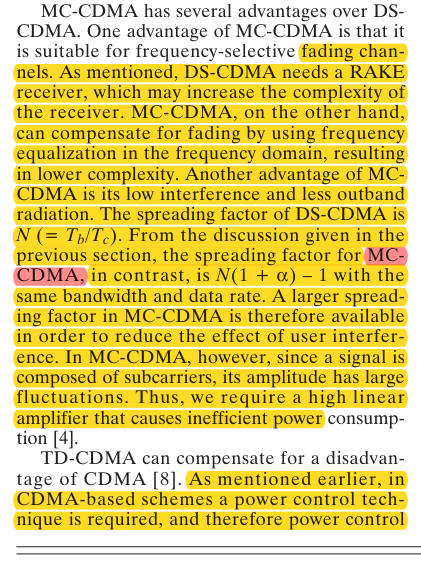 MC-CDMA has several advantages over DS-
CDMA. One advantage of MC-CDMA is that it
is suitable for frequency-selective fading chan-
nels. As mentioned, DS-CDMA needs a RAKE
receiver, which may increase the complexity of
the receiver. MC-CDMA, on the other hand,
can compensate for fading by using frequency
equalization in the frequency domain, resulting
in lower complexity. Another advantage of MC-
CDMA is its low interference and less outband
radiation. The spreading factor of DS-CDMA is
N (= Tb/Tc). From the discussion given in the
previous section, the spreading factor for MC-
CDMA, in contrast, is N(1 + α) – 1 with the
same bandwidth and data rate. A larger spread-
ing factor in MC-CDMA is therefore available
in order to reduce the effect of user interfer-
ence. In MC-CDMA, however, since a signal is
composed of subcarriers, its amplitude has large
fluctuations. Thus, we require a high linear
amplifier that causes inefficient power consump-
tion [4].
TD-CDMA can compensate for a disadvan-
tage of CDMA [8]. As mentioned earlier, in
CDMA-based schemes a power control tech-
nique is required, and therefore power control